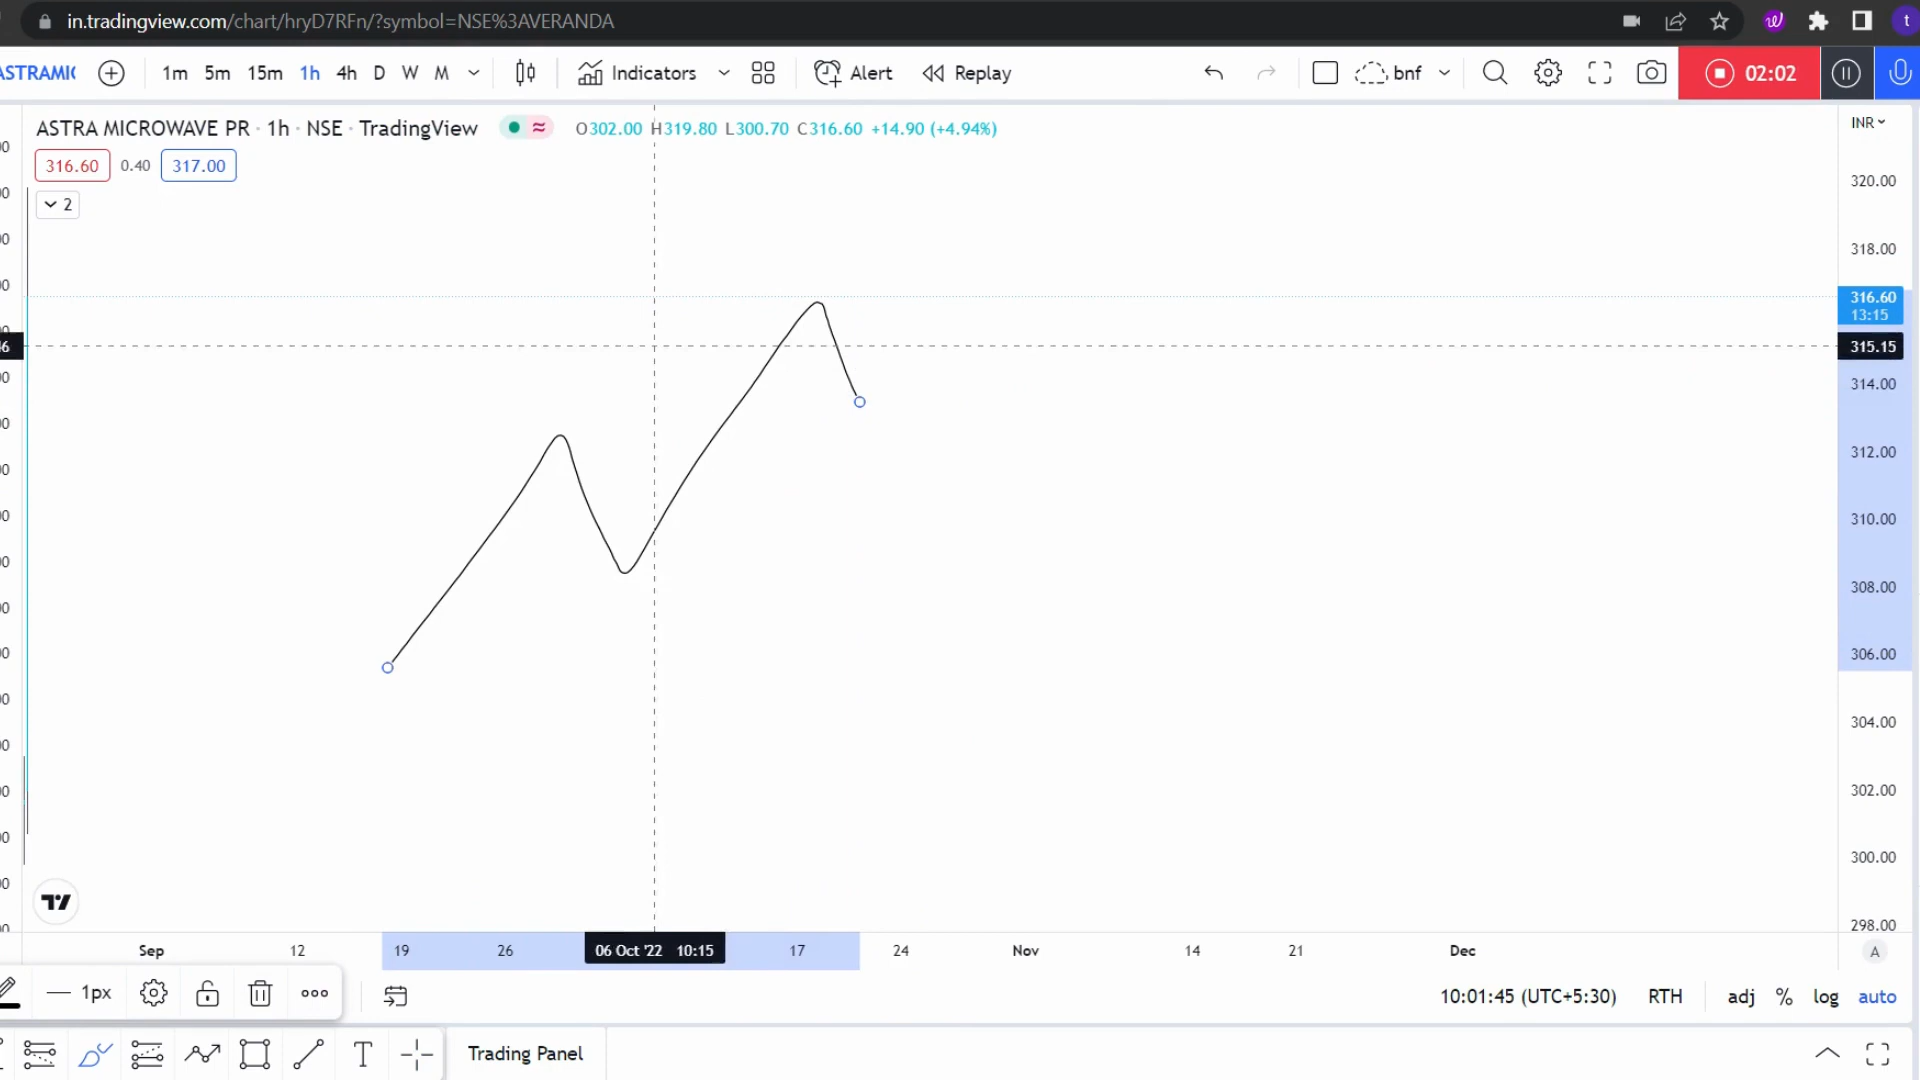 in.tradingview.com/chart/hryD7RFn/?symbol=NSE%3AVERANDA
t
ASTRAMIC 1m 5m 15m 1h 4h D W M Indicators Alert Replay bnf 02:02
ASTRA MICROWAVE PR · 1h · NSE · TradingView O302.00 H319.80 L300.70 C316.60 +14.90 (+4.94%)
INR
316.60 0.40 317.00
2
320.00
318.00
316.60
13:15
315.15
314.00
312.00
310.00
308.00
306.00
304.00
302.00
300.00
298.00
Sep 12 19 26 06 Oct '22 10:15 17 24 Nov 14 21 Dec A
1px 10:01:45 (UTC+5:30) RTH adj % log auto
T Trading Panel